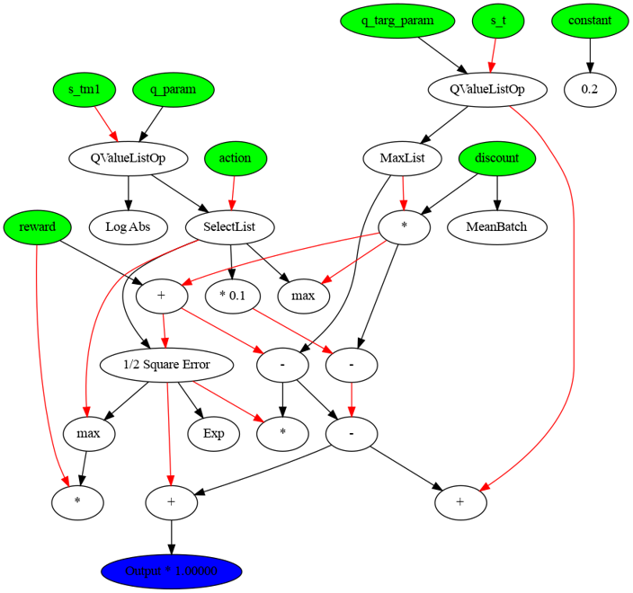 q_targ_param
s_t
constant
s_tm1
q_param
QValueListOp
0.2
QValueListOp
action
MaxList
discount
reward
Log Abs
SelectList
*
MeanBatch
+
* 0.1
max
1/2 Square Error
-
-
max
Exp
*
-
*
+
+
Output * 1.00000